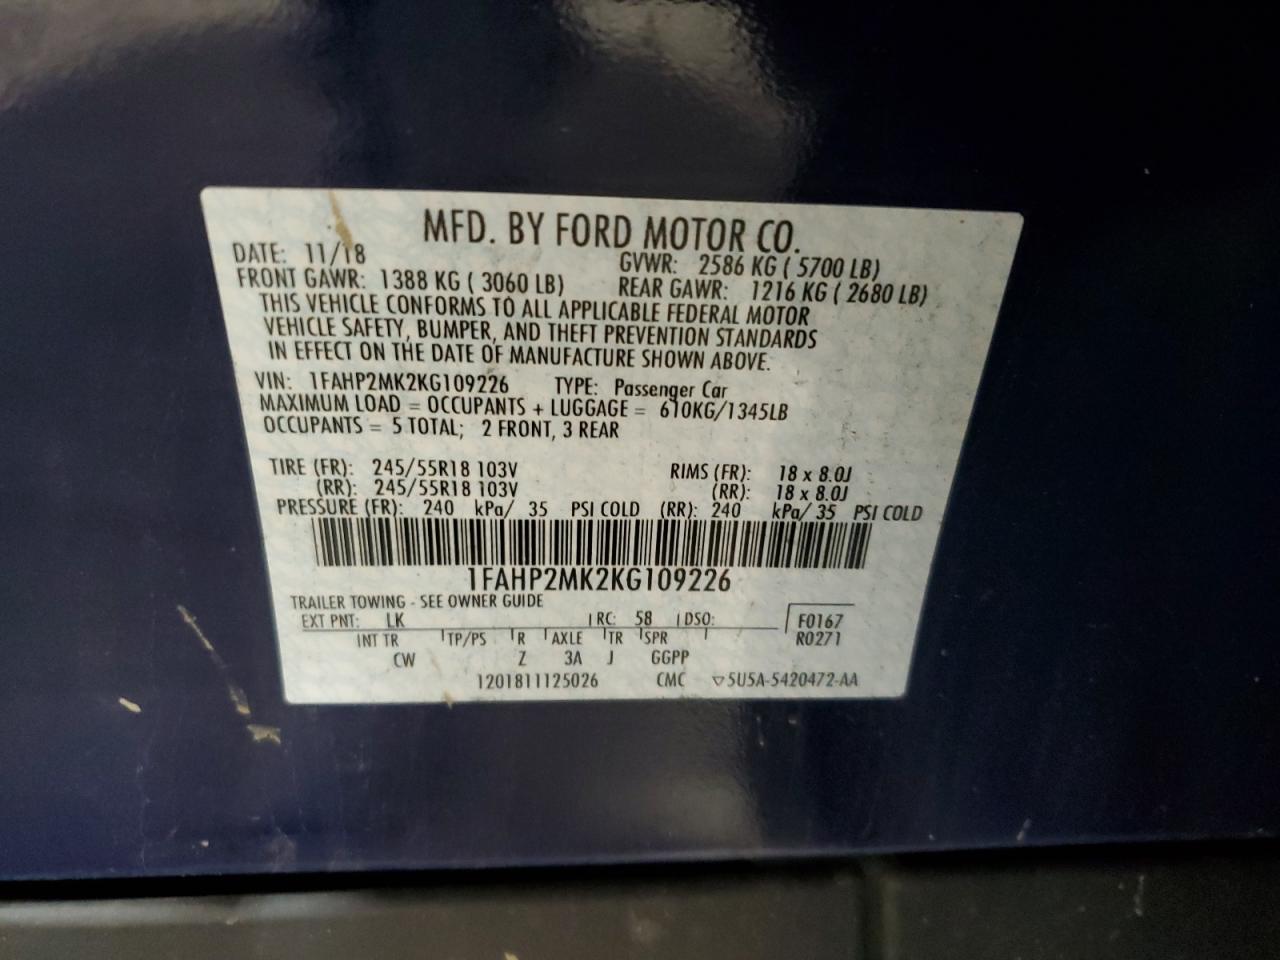 MFD. BY FORD MOTOR CO.
DATE: 11/18 GVWR: 2586 KG ( 5700 LB)
FRONT GAWR: 1388 KG ( 3060 LB) REAR GAWR: 1216 KG ( 2680 LB)
THIS VEHICLE CONFORMS TO ALL APPLICABLE FEDERAL MOTOR
VEHICLE SAFETY, BUMPER, AND THEFT PREVENTION STANDARDS
IN EFFECT ON THE DATE OF MANUFACTURE SHOWN ABOVE.
VIN: 1FAHP2MK2KG109226 TYPE: Passenger Car
MAXIMUM LOAD = OCCUPANTS + LUGGAGE = 610KG/1345LB
OCCUPANTS = 5 TOTAL; 2 FRONT, 3 REAR
TIRE (FR): 245/55R18 103V RIMS (FR): 18 x 8.0J
(RR): 245/55R18 103V (RR): 18 x 8.0J
PRESSURE (FR): 240 kPa/ 35 PSI COLD (RR): 240 kPa/ 35 PSI COLD
1FAHP2MK2KG109226
TRAILER TOWING - SEE OWNER GUIDE
EXT PNT: LK RC: 58 DSO: F0167
INT TR TP/PS R AXLE TR SPR R0271
CW Z 3A J GGPP
1201811125026 CMC ▽5U5A-5420472-AA